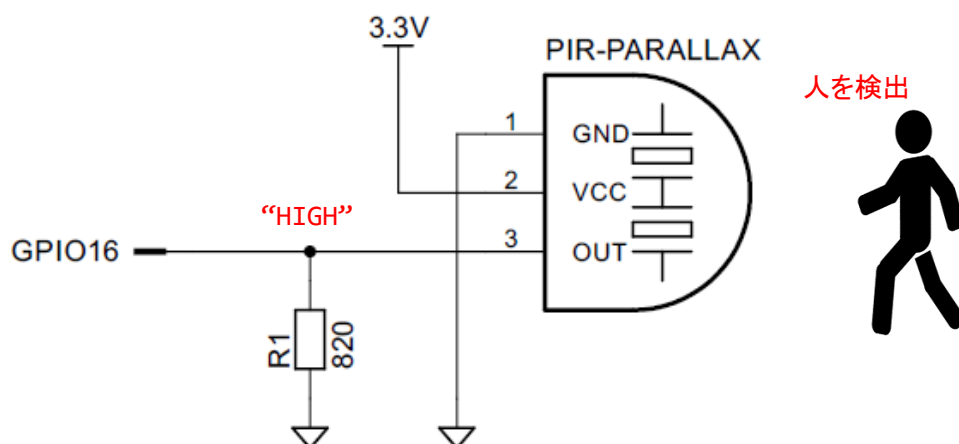 3.3V
PIR-PARALLAX
人を検出
1
GND
2
VCC
“HIGH”
GPIO16
3
OUT
R1
820